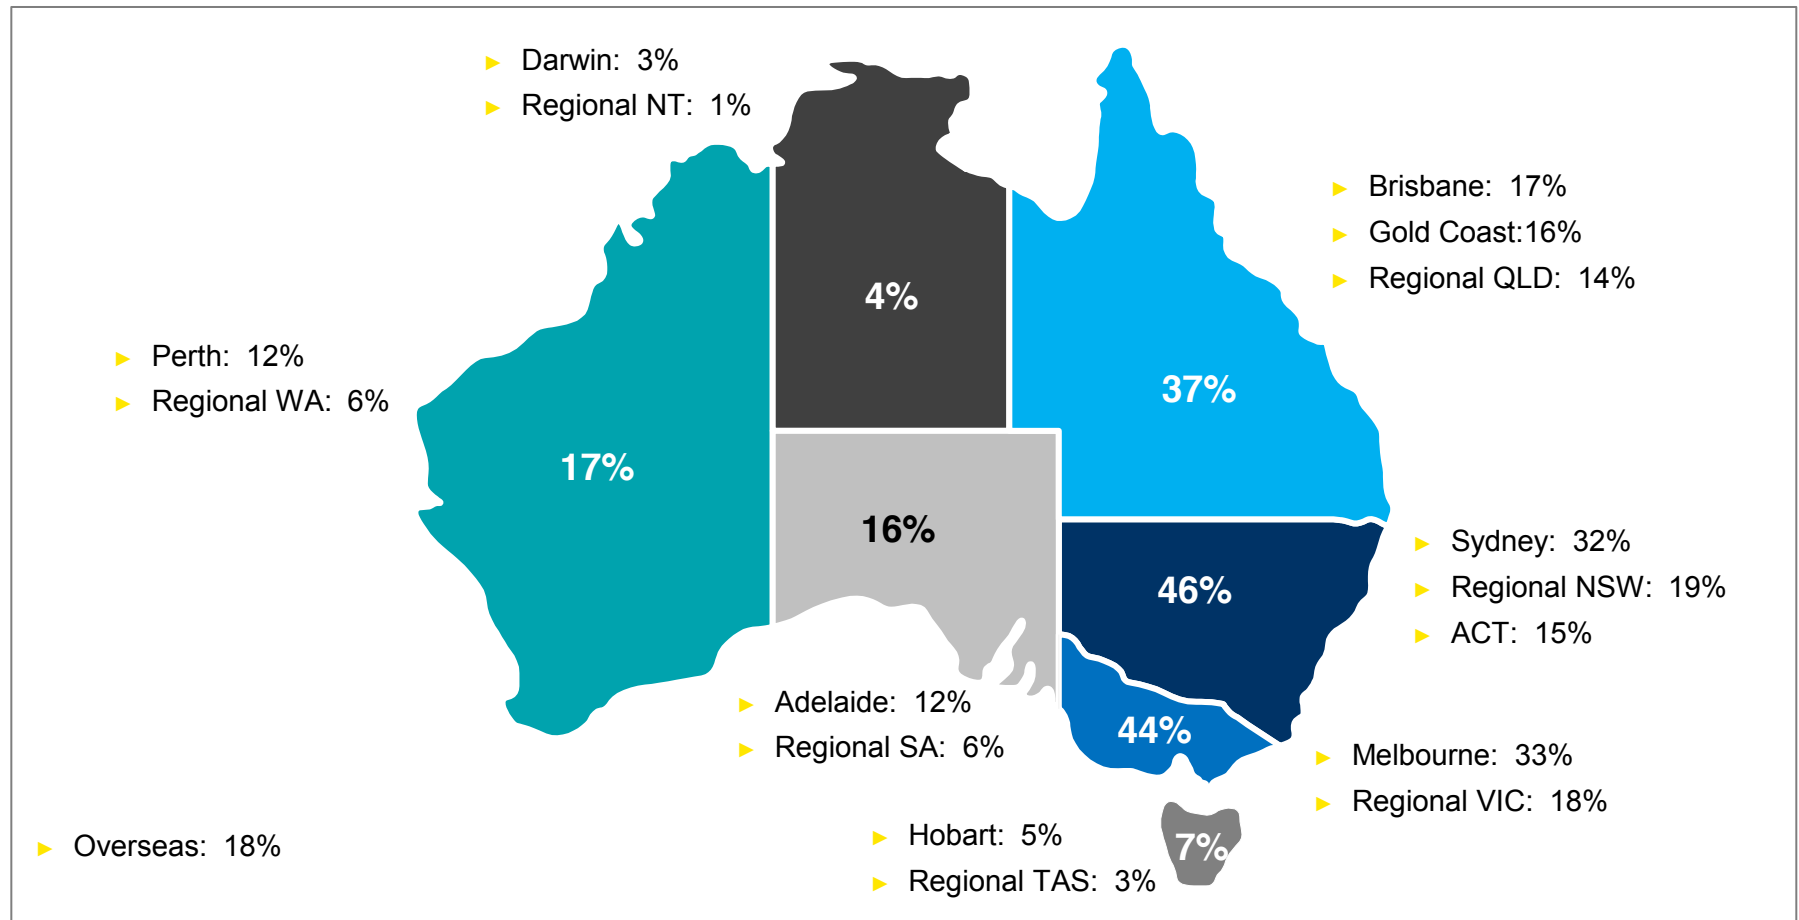 ► Darwin: 3%
► Regional NT: 1%
► Brisbane: 17%
► Gold Coast:16%
► Regional QLD: 14%
4%
► Perth: 12%
► Regional WA: 6%
37%
17%
16%
► Sydney: 32%
► Regional NSW: 19%
► ACT: 15%
46%
► Adelaide: 12%
► Regional SA: 6%
44%
► Melbourne: 33%
► Regional VIC: 18%
► Overseas: 18%
► Hobart: 5%
► Regional TAS: 3%
7%